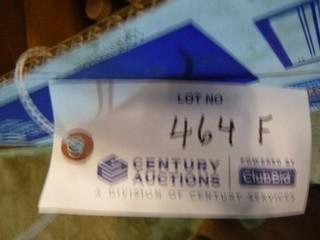 LOT NO
464 F
CENTURY AUCTIONS
POWERED BY
ClubBid
A DIVISION OF CENTURY SERVICES